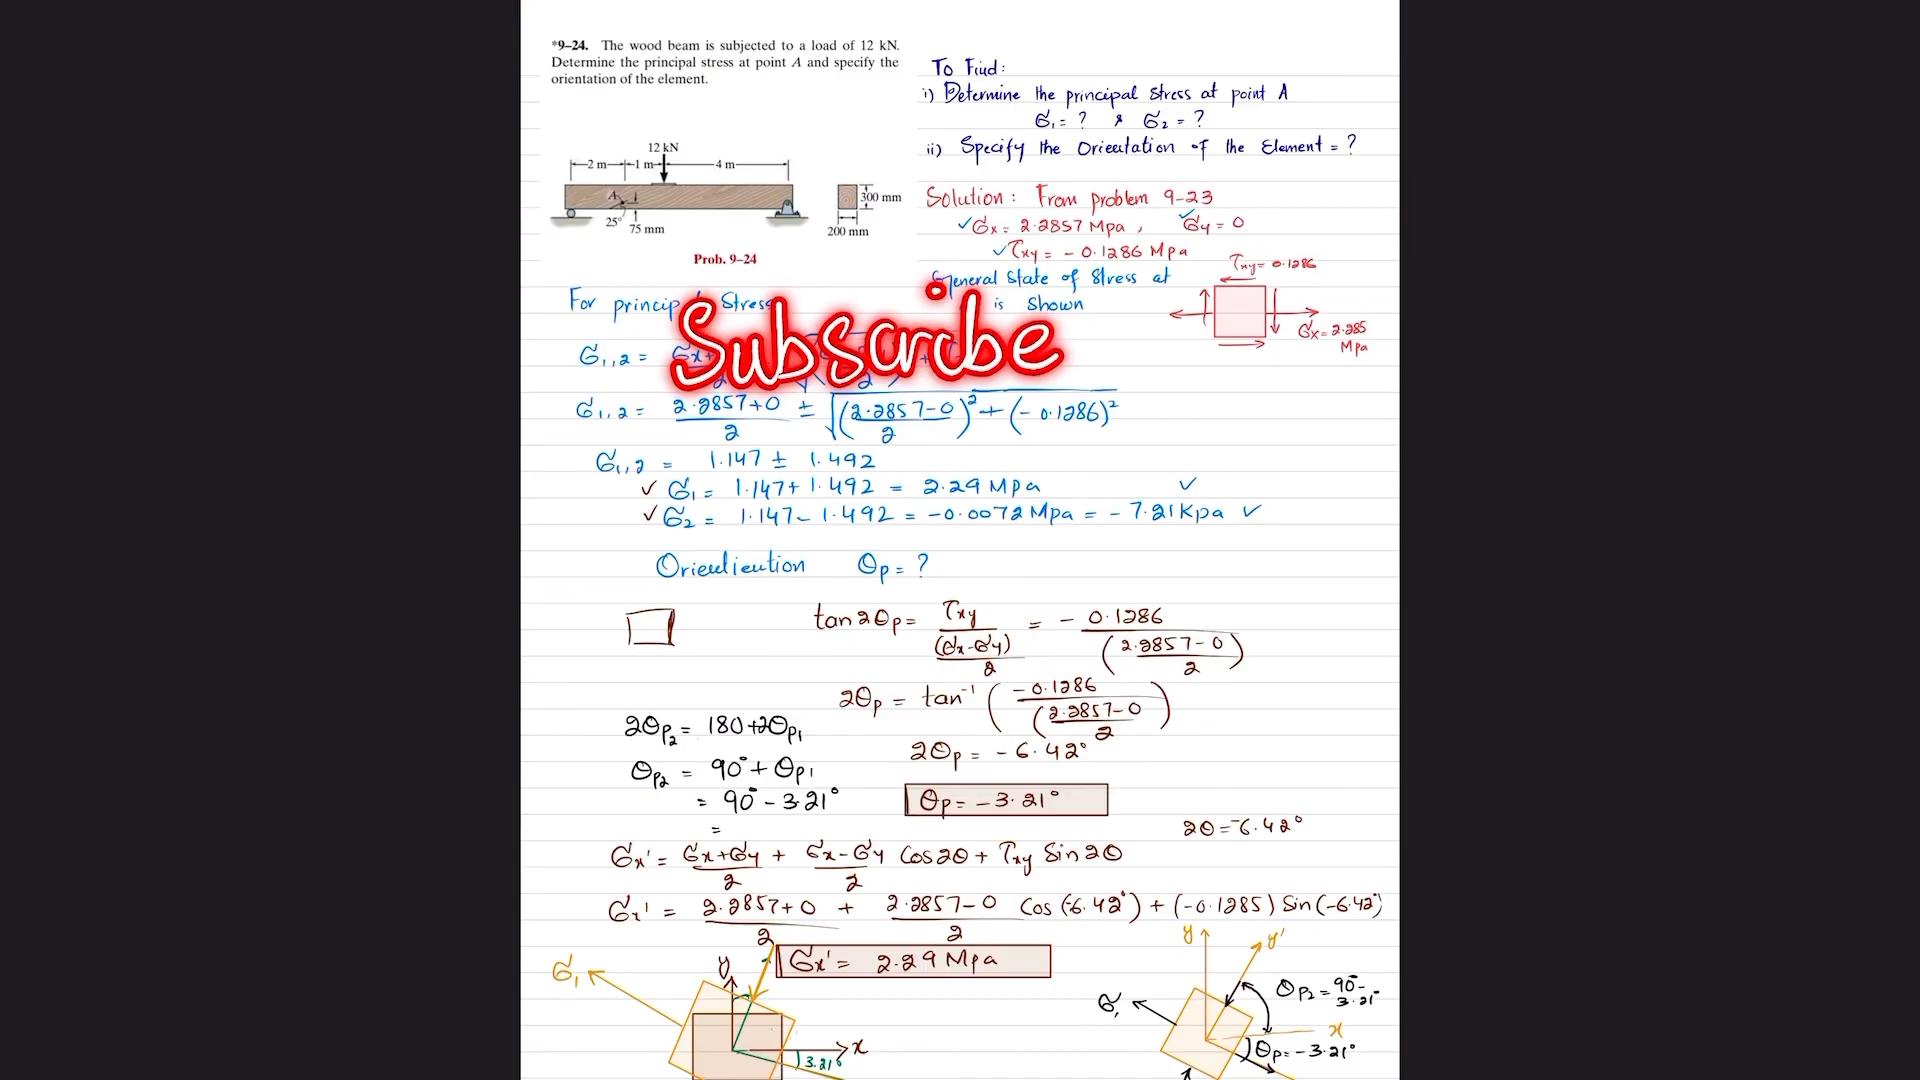 *9–24. The wood beam is subjected to a load of 12 kN.
Determine the principal stress at point A and specify the
orientation of the element.
12 kN
2 m
1 m
4 m
A
25°
75 mm
300 mm
200 mm
Prob. 9–24
To Find:
i) Determine the principal stress at point A
σ₁ = ? & σ₂ = ?
ii) Specify the Orientation of the Element = ?
Solution: From problem 9-23
✓σx = 2.2857 Mpa, ✓σy = 0
✓τxy = - 0.1286 Mpa
General State of Stress at
is shown
τxy = 0.1286
σx = 2.285
Mpa
For princip Stress
Subscribe
σ₁,₂ =
σ₁,₂ = (2.2857+0)/2 ± √((2.2857-0)/2)² + (-0.1286)²
σ₁,₂ = 1.147 ± 1.492
✓ σ₁ = 1.147+ 1.492 = 2.29 Mpa ✓
✓ σ₂ = 1.147- 1.492 = -0.0072 Mpa = - 7.21 Kpa ✓
Orientation θp = ?
tan2θp = τxy/((σx-σy)/2) = - 0.1286/((2.2857-0)/2)
2θp = tan⁻¹ (-0.1286/((2.2857-0)/2))
2θp = - 6.42°
θp = - 3.21°
2θp₂ = 180+2θp₁
θp₂ = 90°+ θp₁
= 90° - 3.21°
=
2θ = -6.42°
σx' = (σx+σy)/2 + (σx-σy)/2 Cos2θ + τxy Sin2θ
σx' = (2.2857+0)/2 + (2.2857-0)/2 Cos(-6.42°) + (-0.1285) Sin(-6.42°)
σx' = 2.29 Mpa
σ₁
y
x
3.21°
y
y'
σ₁
θp₂ = 90-
3.21°
x
θp = -3.21°